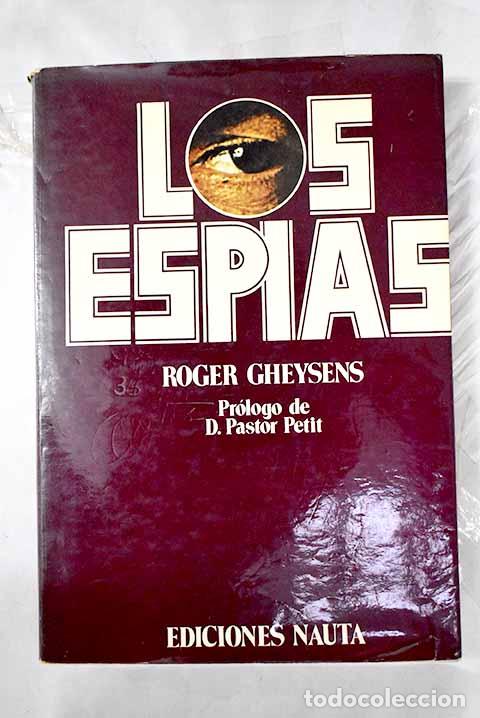 LOS
ESPIAS
ROGER GHEYSENS
Prólogo de
D. Pastor Petit
EDICIONES NAUTA
todocoleccion